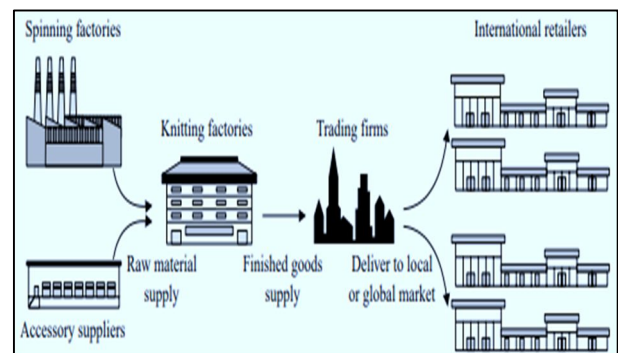 Spinning factories
International retailers
Knitting factories
Trading firms
Raw material
supply
Finished goods
supply
Deliver to local
or global market
Accessory suppliers